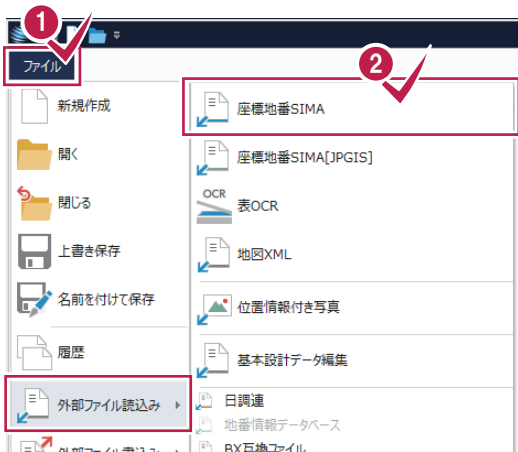 1
ファイル
2
新規作成
開く
閉じる
上書き保存
名前を付けて保存
履歴
外部ファイル読込み
外部ファイル書込み
座標地番SIMA
座標地番SIMA[JPGIS]
OCR
表OCR
地図XML
位置情報付き写真
基本設計データ編集
日調連
地番情報データベース
BX互換ファイル